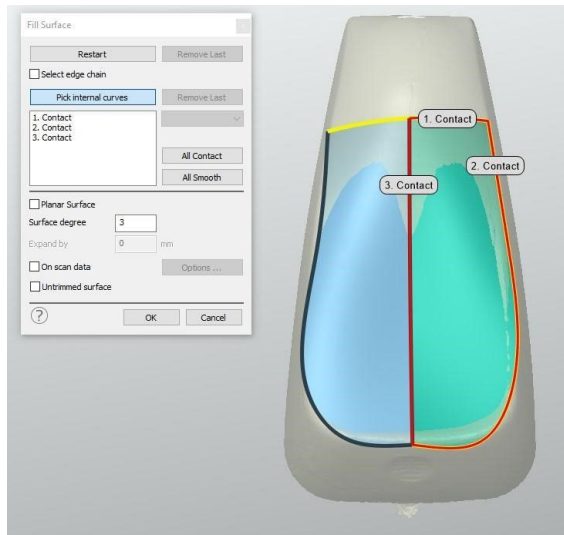 Fill Surface
Restart
Remove Last
Select edge chain
Pick internal curves
Remove Last
1. Contact
2. Contact
3. Contact
All Contact
All Smooth
Planar Surface
Surface degree 3
Expand by 0 mm
On scan data
Options ...
Untrimmed surface
?
OK
Cancel
1. Contact
2. Contact
3. Contact